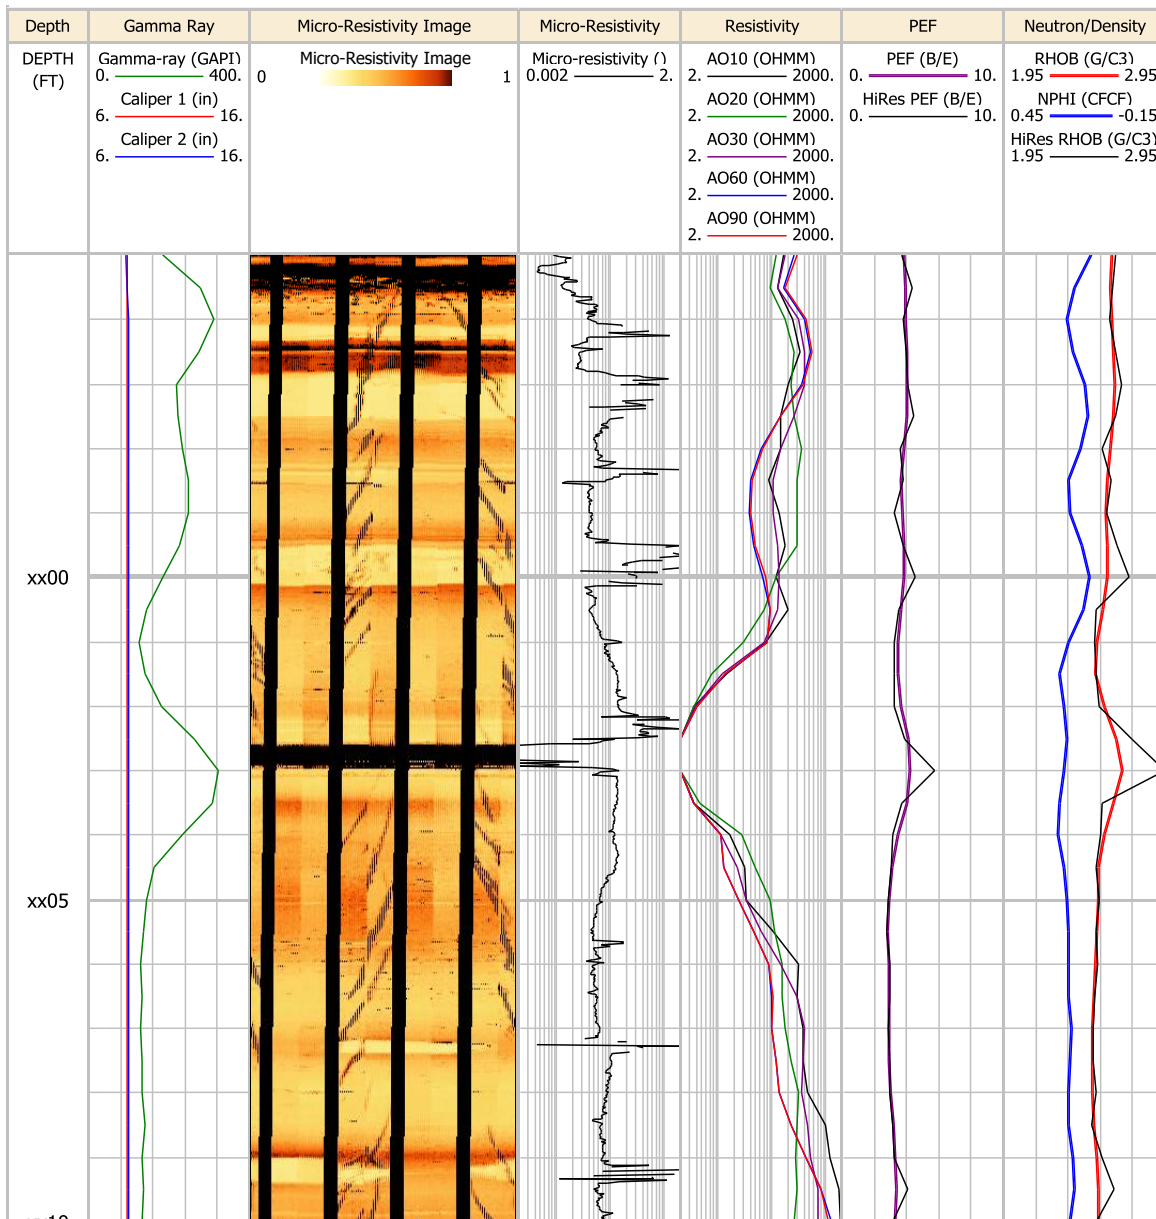 Depth Gamma Ray Micro-Resistivity Image Micro-Resistivity Resistivity PEF Neutron/Density
DEPTH
(FT)
Gamma-ray (GAPI)
0. 400.
Caliper 1 (in)
6. 16.
Caliper 2 (in)
6. 16.
Micro-Resistivity Image
0 1
Micro-resistivity ()
0.002 2.
AO10 (OHMM)
2. 2000.
AO20 (OHMM)
2. 2000.
AO30 (OHMM)
2. 2000.
AO60 (OHMM)
2. 2000.
AO90 (OHMM)
2. 2000.
PEF (B/E)
0. 10.
HiRes PEF (B/E)
0. 10.
RHOB (G/C3)
1.95 2.95
NPHI (CFCF)
0.45 -0.15
HiRes RHOB (G/C3)
1.95 2.95
xx00
xx05